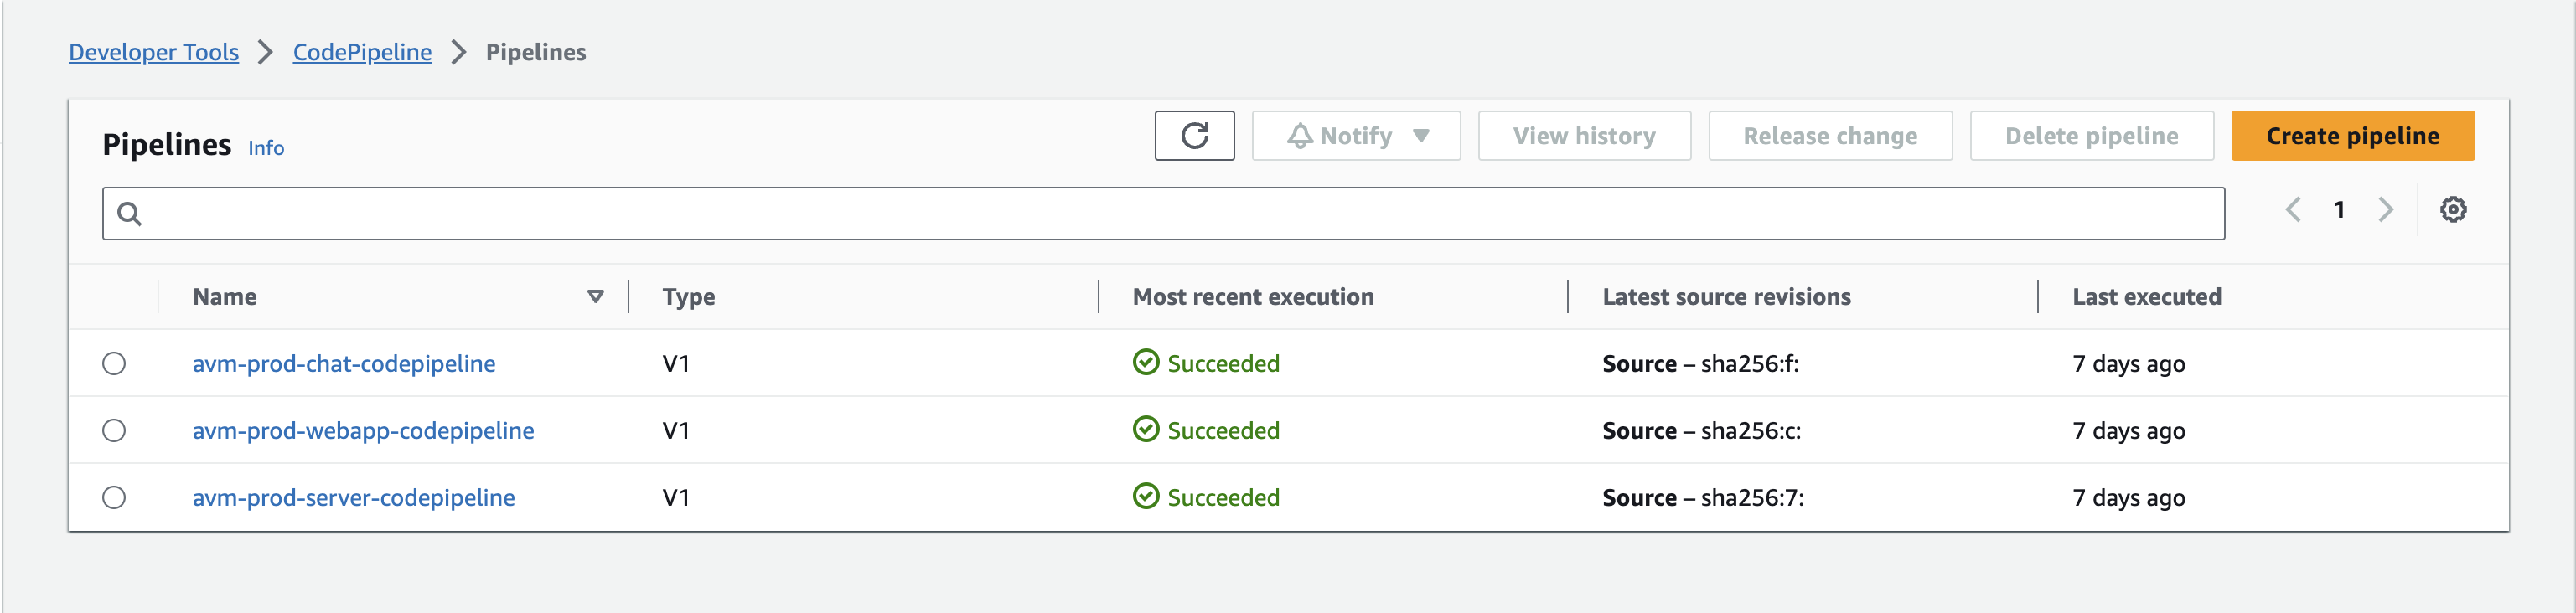 Developer Tools > CodePipeline > Pipelines
Pipelines Info Notify View history Release change Delete pipeline Create pipeline
1
Name Type Most recent execution Latest source revisions Last executed
avm-prod-chat-codepipeline V1 Succeeded Source – sha256:f: 7 days ago
avm-prod-webapp-codepipeline V1 Succeeded Source – sha256:c: 7 days ago
avm-prod-server-codepipeline V1 Succeeded Source – sha256:7: 7 days ago